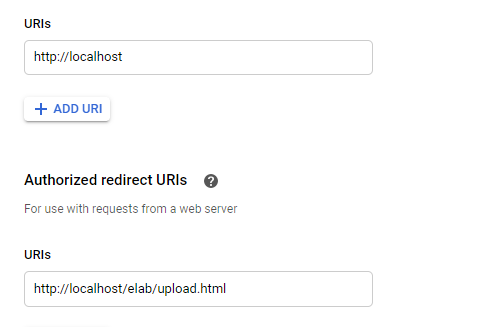 URIs
http://localhost
+ ADD URI
Authorized redirect URIs ?
For use with requests from a web server
URIs
http://localhost/elab/upload.html